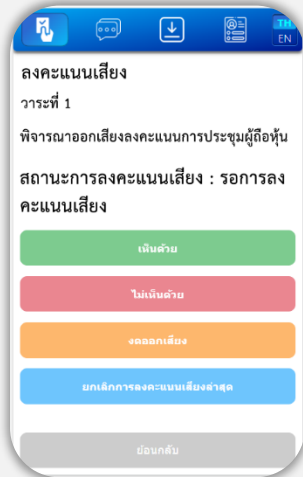 TH
EN
ลงคะแนนเสียง
วาระที่ 1
พิจารณาออกเสียงลงคะแนนการประชุมผู้ถือหุ้น
สถานะการลงคะแนนเสียง : รอการลง
คะแนนเสียง
เห็นด้วย
ไม่เห็นด้วย
งดออกเสียง
ยกเลิกการลงคะแนนเสียงล่าสุด
ย้อนกลับ